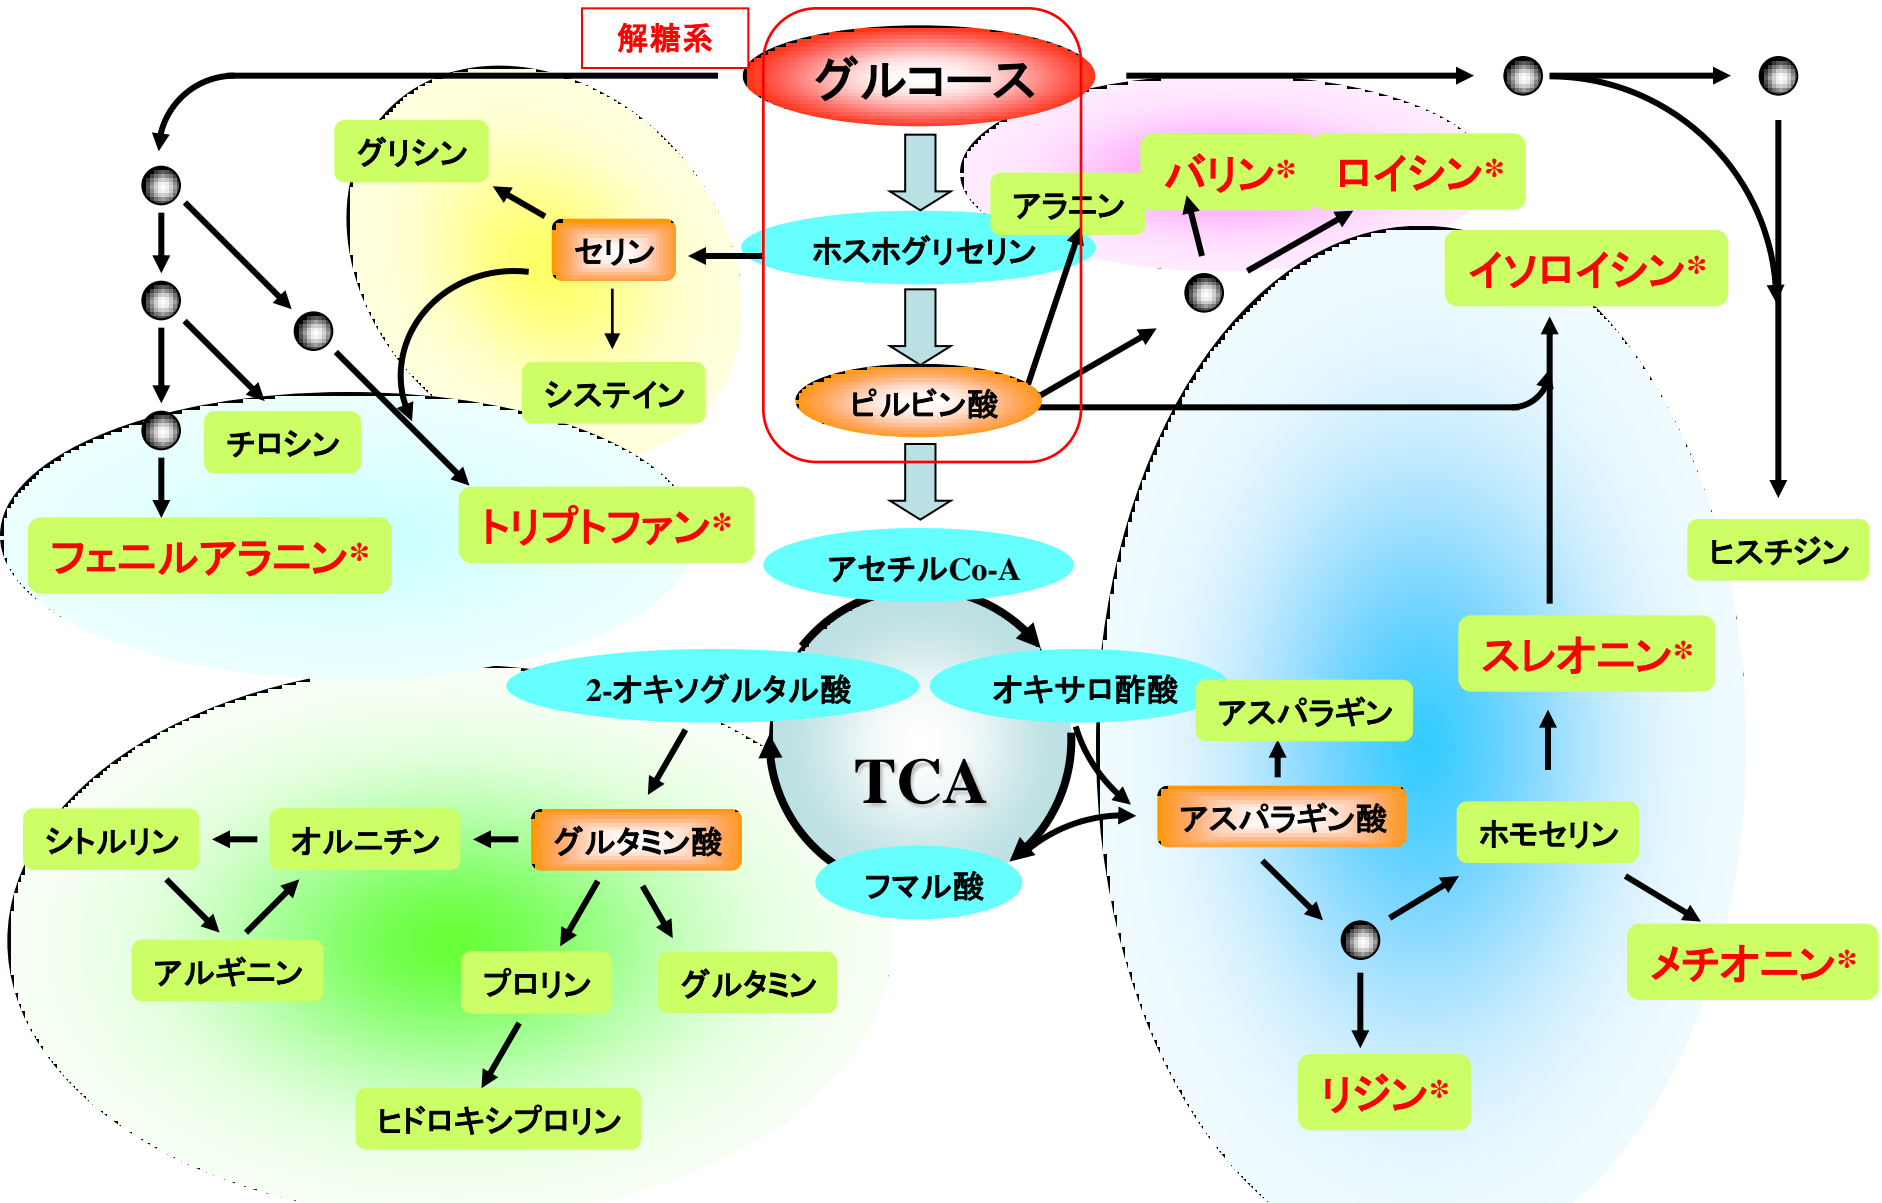 解糖系
グルコース
グリシン
バリン*
ロイシン*
アラニン
セリン
ホスホグリセリン
イソロイシン*
システイン
ピルビン酸
チロシン
トリプトファン*
フェニルアラニン*
ヒスチジン
アセチルCo-A
スレオニン*
2-オキソグルタル酸
オキサロ酢酸
アスパラギン
TCA
シトルリン
オルニチン
グルタミン酸
アスパラギン酸
ホモセリン
フマル酸
アルギニン
プロリン
グルタミン
メチオニン*
リジン*
ヒドロキシプロリン